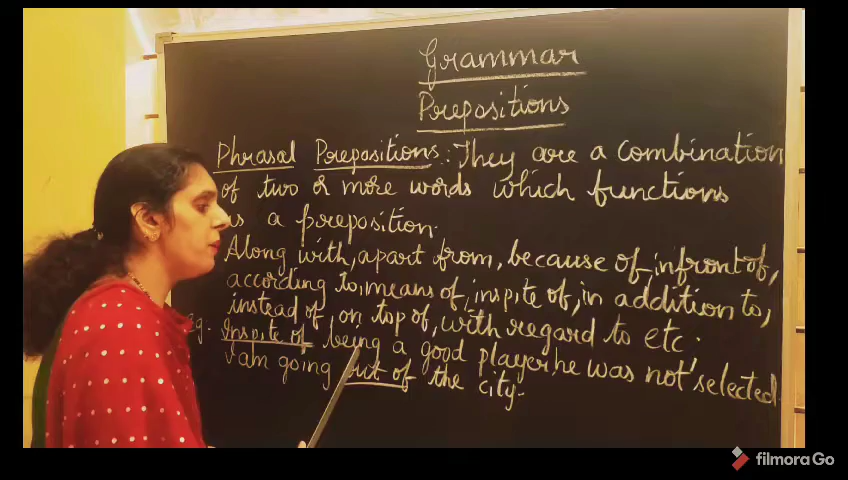 Grammar
Prepositions
Phrasal Prepositions: They are a combination
of two or more words which functions
as a preposition.
Along with, apart from, because of, infront of,
according to, means of, inspite of, in addition to,
instead of, on top of, with regard to etc.
eg. Inspite of being a good player, he was not selected.
I am going out of the city.
filmora Go